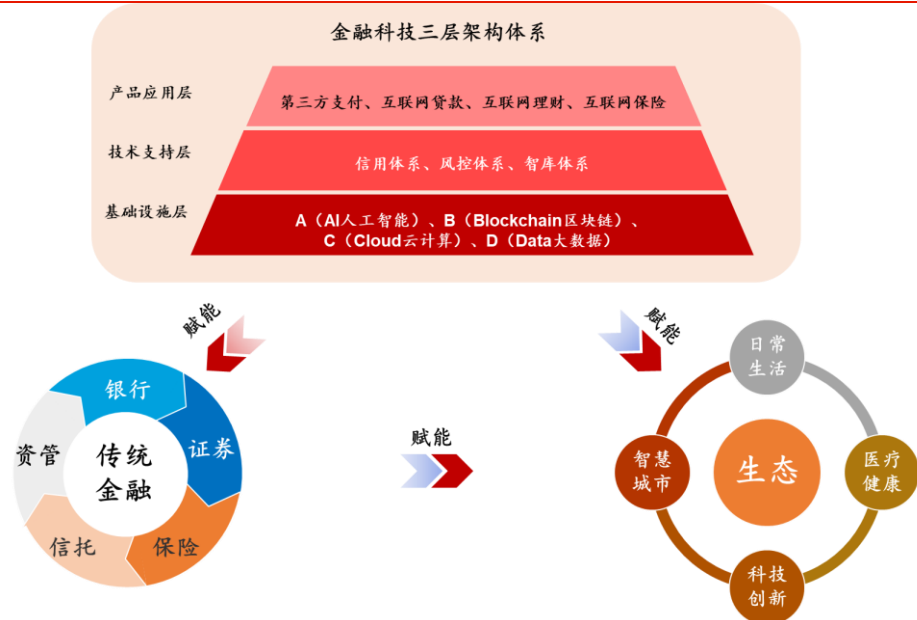 金融科技三层架构体系
产品应用层
第三方支付、互联网贷款、互联网理财、互联网保险
技术支持层
信用体系、风控体系、智库体系
基础设施层
A（AI人工智能）、B（Blockchain区块链）、
C（Cloud云计算）、D（Data大数据）
赋能
赋能
银行
证券
保险
信托
资管
传统
金融
赋能
日常
生活
医疗
健康
科技
创新
智慧
城市
生态